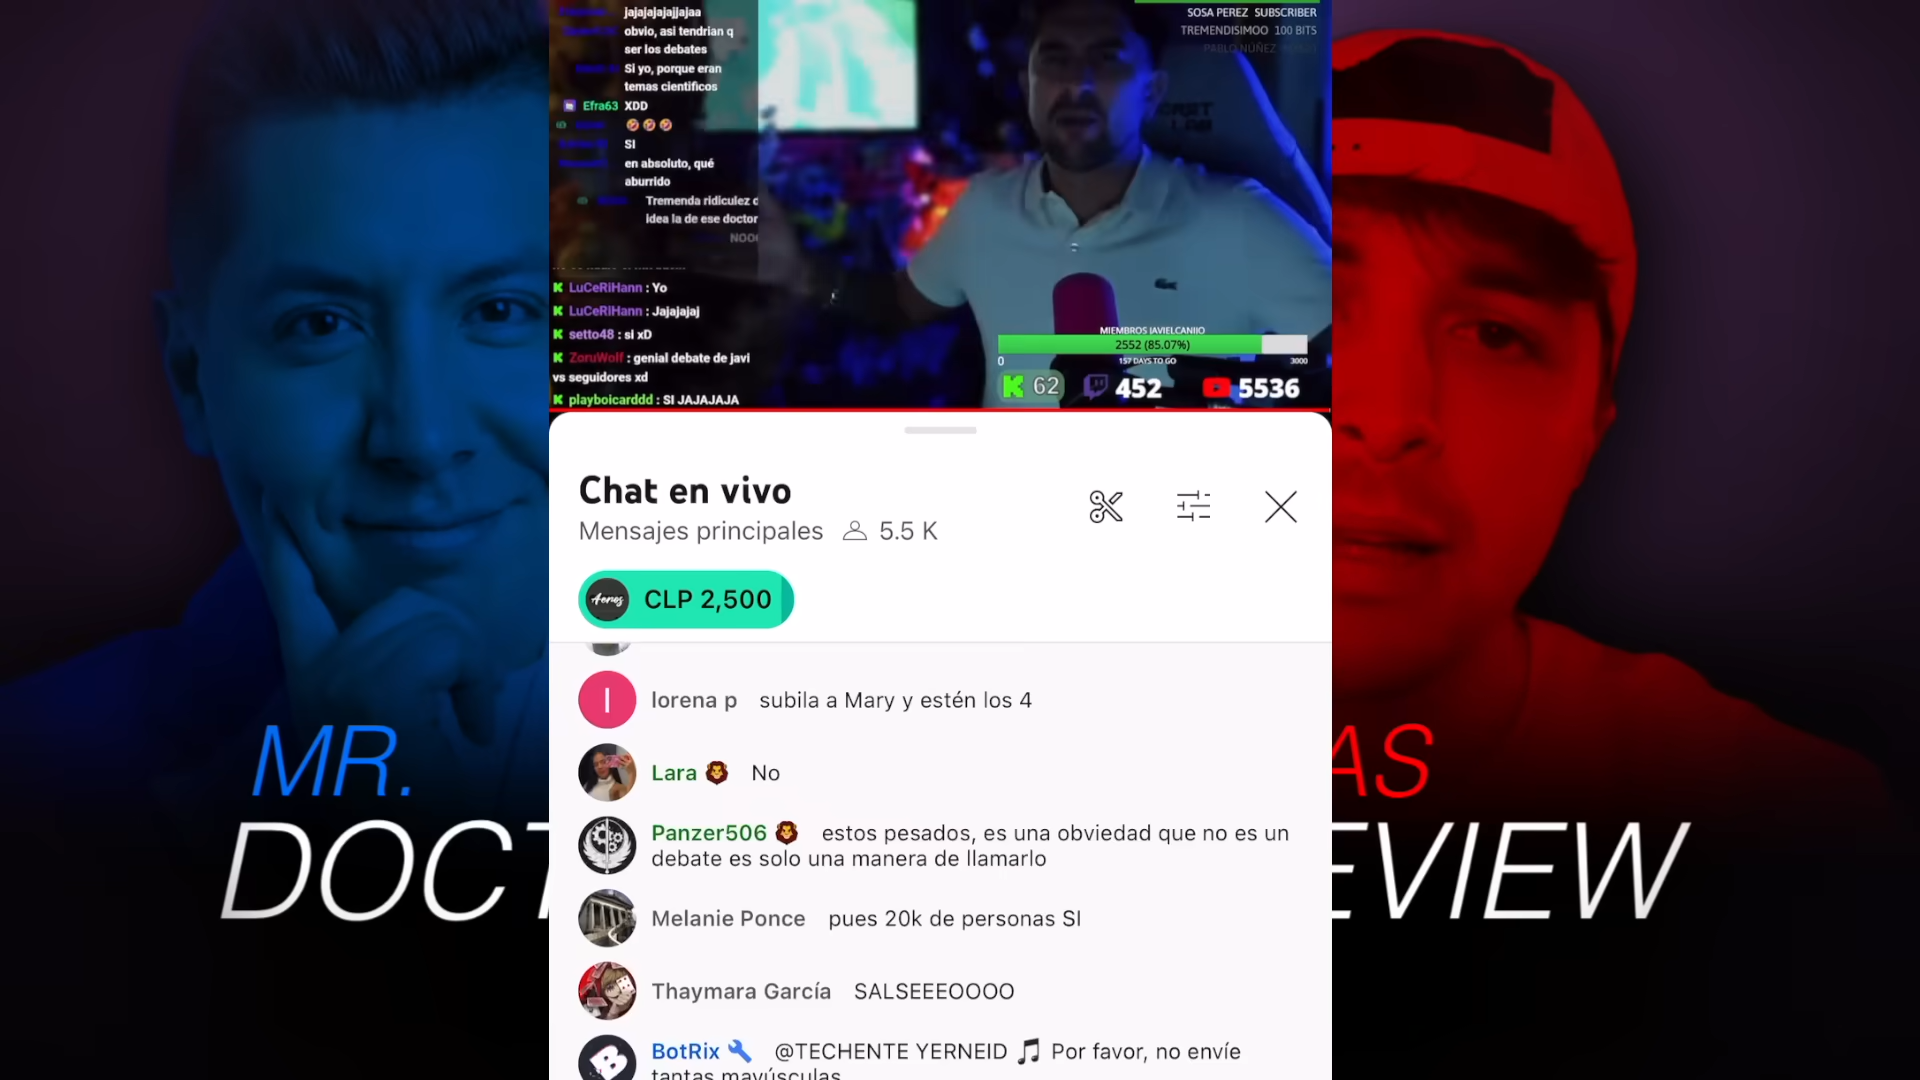 jajajajajjajaa
obvio, asi tendrian q
ser los debates
Si yo, porque eran
temas cientificos
Efra63 XDD
SI
en absoluto, qué
aburrido
Tremenda ridiculez d
idea la de ese doctor
NOO
K LuCeRiHann : Yo
K LuCeRiHann : Jajajajaj
K setto48 : si xD
K ZoruWolf : genial debate de javi
vs seguidores xd
K playboicarddd : SI JAJAJAJA
SOSA PEREZ SUBSCRIBER
TREMENDISIMOO 100 BITS
PABLO NÚÑEZ
MIEMBROS JAVIELCANIJO
2552 (85.07%)
0 157 DAYS TO GO 3000
K 62 452 5536
Chat en vivo
Mensajes principales 5.5 K
Aeros CLP 2,500
l lorena p subila a Mary y estén los 4
Lara No
Panzer506 estos pesados, es una obviedad que no es un
debate es solo una manera de llamarlo
Melanie Ponce pues 20k de personas SI
Thaymara García SALSEEEOOOO
B BotRix @TECHENTE YERNEID Por favor, no envíe
tantas mayúsculas
MR.
DOCT
AS
EVIEW